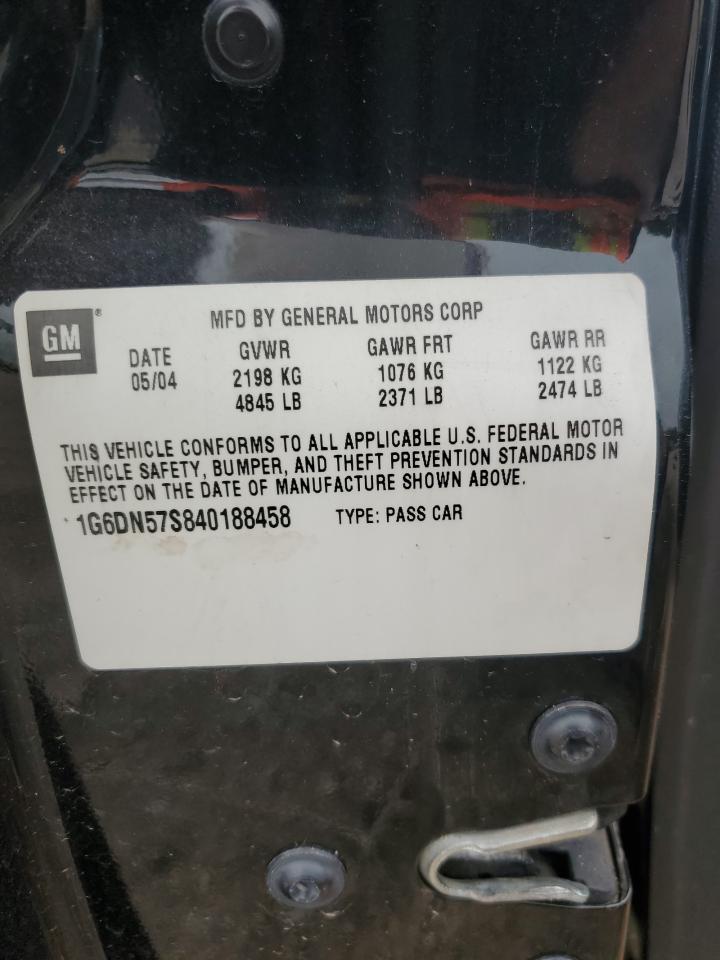 GM®
MFD BY GENERAL MOTORS CORP
DATE GVWR GAWR FRT GAWR RR
05/04 2198 KG 1076 KG 1122 KG
4845 LB 2371 LB 2474 LB
THIS VEHICLE CONFORMS TO ALL APPLICABLE U.S. FEDERAL MOTOR
VEHICLE SAFETY, BUMPER, AND THEFT PREVENTION STANDARDS IN
EFFECT ON THE DATE OF MANUFACTURE SHOWN ABOVE.
1G6DN57S840188458 TYPE: PASS CAR